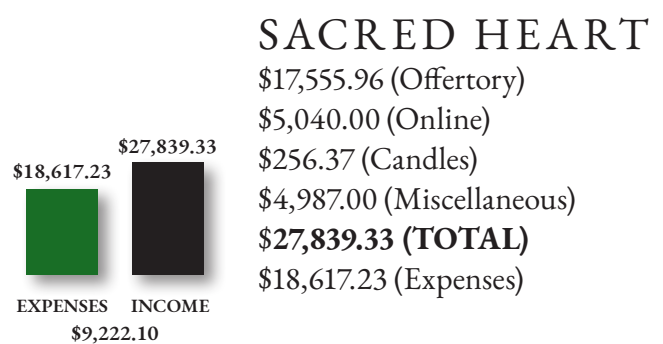 SACRED HEART
$17,555.96 (Offertory)
$5,040.00 (Online)
$256.37 (Candles)
$4,987.00 (Miscellaneous)
$27,839.33 (TOTAL)
$18,617.23 (Expenses)
$27,839.33
$18,617.23
EXPENSES INCOME
$9,222.10